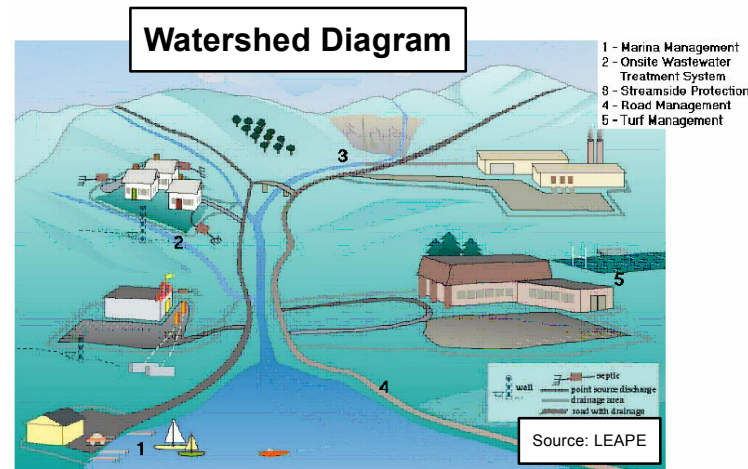 Watershed Diagram
1 - Marina Management
2 - Onsite Wastewater
Treatment System
3 - Streamside Protection
4 - Road Management
5 - Turf Management
3
2
5
4
1
well
septic
point source discharge
drainage area
road with drainage
Source: LEAPE